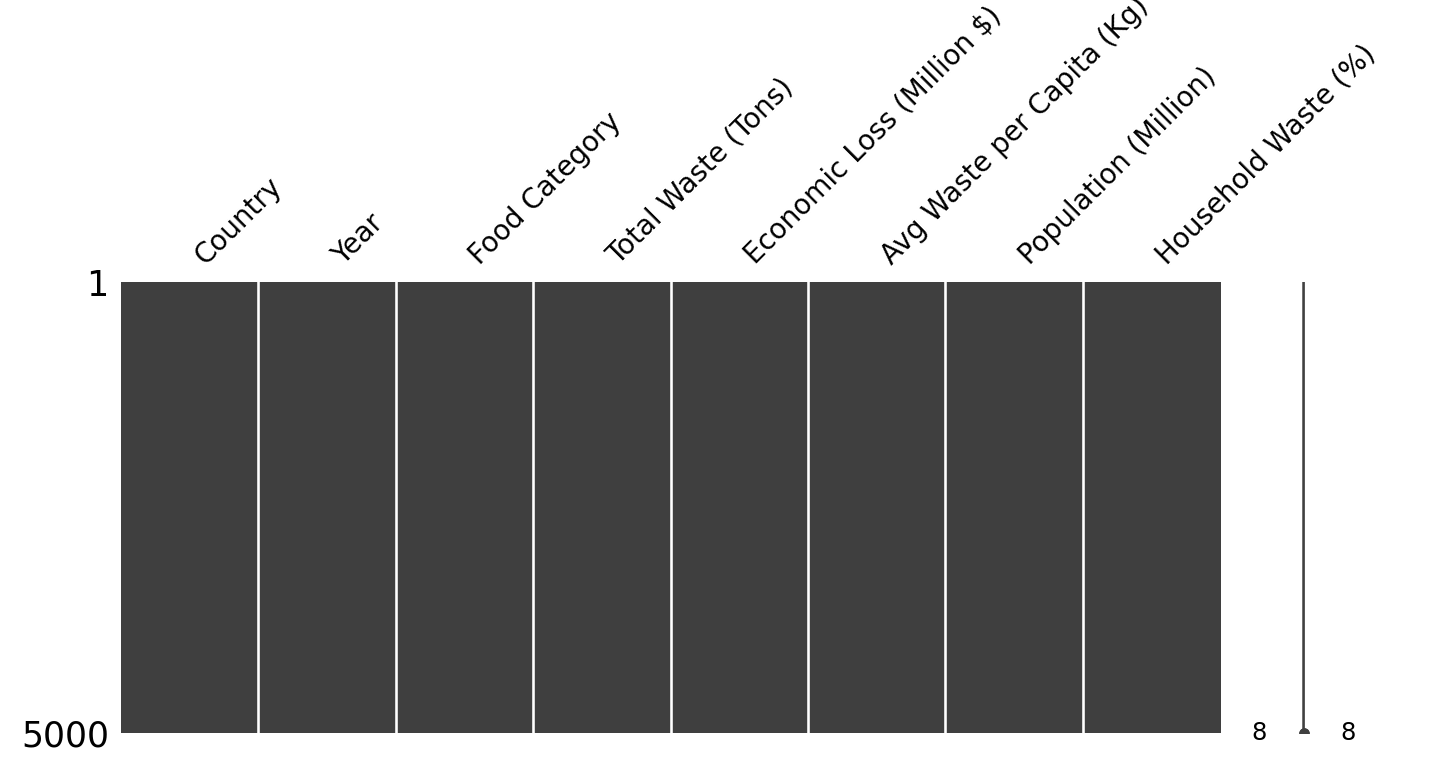 Country
Year
Food Category
Total Waste (Tons)
Economic Loss (Million $)
Avg Waste per Capita (Kg)
Population (Million)
Household Waste (%)
1
5000
8
8